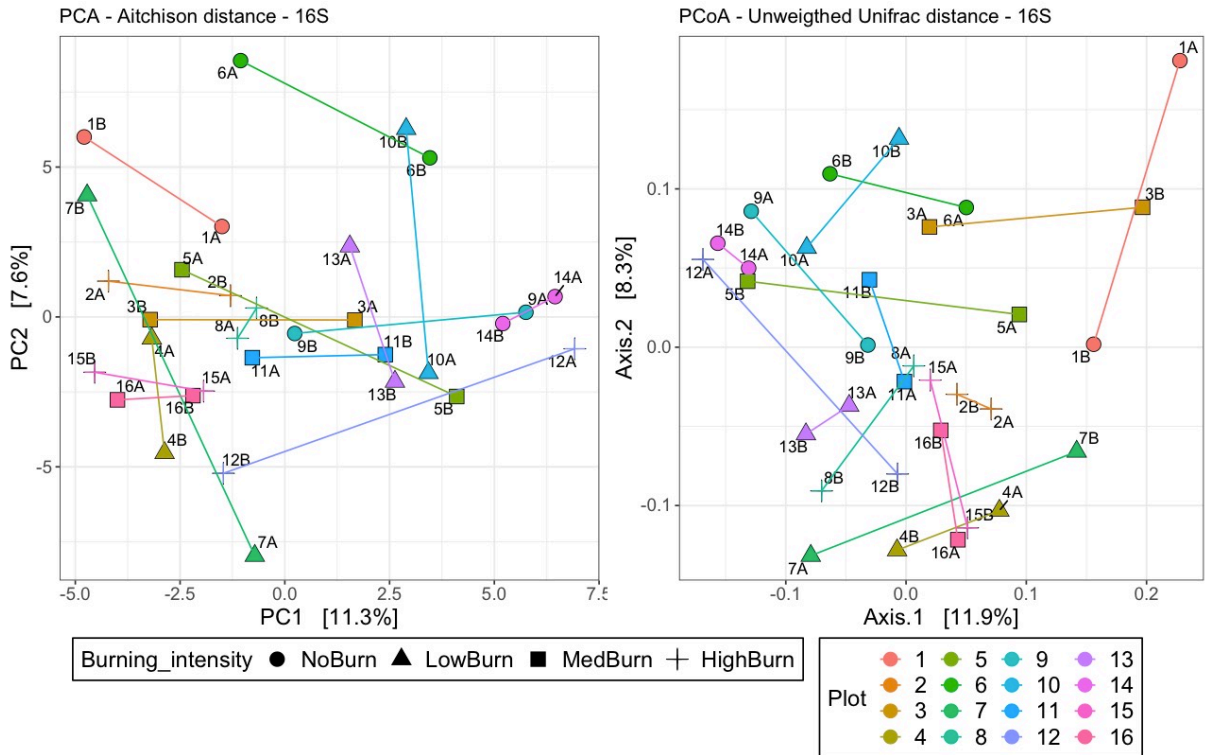 PCA - Aitchison distance - 16S
6A
1B
10B
6B
7B
1A
13A
5A
2A
2B
14A
9A
3B
3A
8A
8B
14B
9B
4A
11B
12A
11A
10A
15B
15A
16A
13B
16B
5B
4B
12B
7A
5
0
-5
PC2 [7.6%]
-5.0 -2.5 0.0 2.5 5.0 7.5
PC1 [11.3%]
PCoA - Unweigthed Unifrac distance - 16S
1A
10B
6B
3B
9A
3A
6A
14B
10A
14A
12A
11B
5B
5A
9B
1B
8A
15A
11A
13A
2B
2A
13B
16B
7B
8B
12B
4A
15B
4B
16A
7A
0.1
0.0
-0.1
Axis.2 [8.3%]
-0.1 0.0 0.1 0.2
Axis.1 [11.9%]
Burning_intensity NoBurn LowBurn MedBurn HighBurn
Plot
1 5 9 13
2 6 10 14
3 7 11 15
4 8 12 16